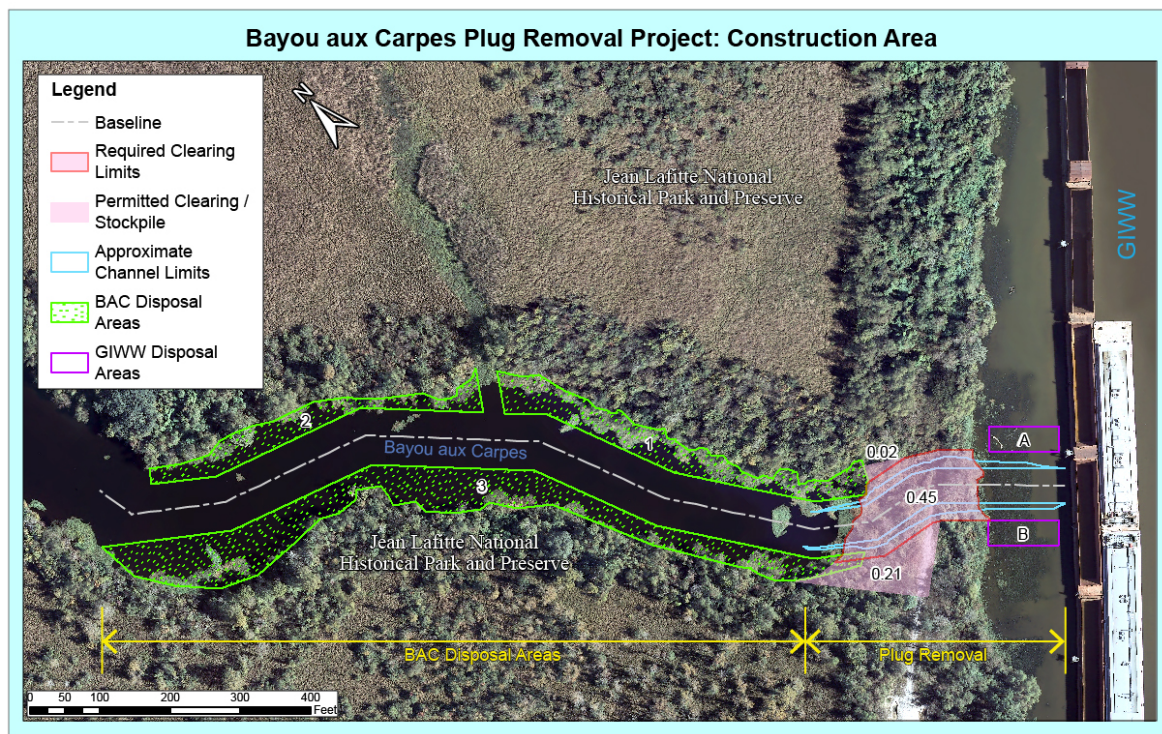 Bayou aux Carpes Plug Removal Project: Construction Area
Legend
Baseline
Required Clearing
Limits
Permitted Clearing /
Stockpile
Approximate
Channel Limits
BAC Disposal
Areas
GIWW Disposal
Areas
N
Jean Lafitte National
Historical Park and Preserve
GIWW
2
1
Bayou aux Carpes
3
0.02
A
0.45
B
0.21
Jean Lafitte National
Historical Park and Preserve
BAC Disposal Areas
Plug Removal
0 50 100 200 300 400
Feet